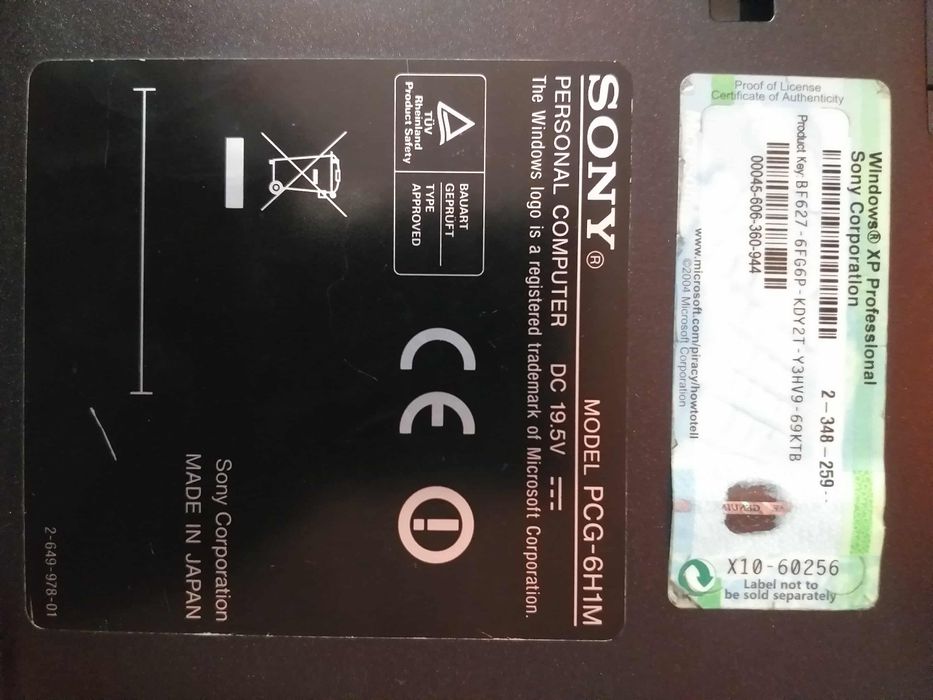 SONY®
MODEL PCG-6H1M
PERSONAL COMPUTER DC 19.5V
The Windows logo is a registered trademark of Microsoft Corporation.
TÜV
Rheinland
Product Safety
BAUART
GEPRÜFT
TYPE
APPROVED
CE
Sony Corporation
MADE IN JAPAN
2-649-978-01
Proof of License
Certificate of Authenticity
Windows® XP Professional
Sony Corporation
2-348-259-
Product Key BF627-6FG6P-KDY2T-Y3HV9-69KTB
00045-606-360-944
www.microsoft.com/piracy/howtotell
©2004 Microsoft Corporation
X10-60256
Label not to
be sold separately